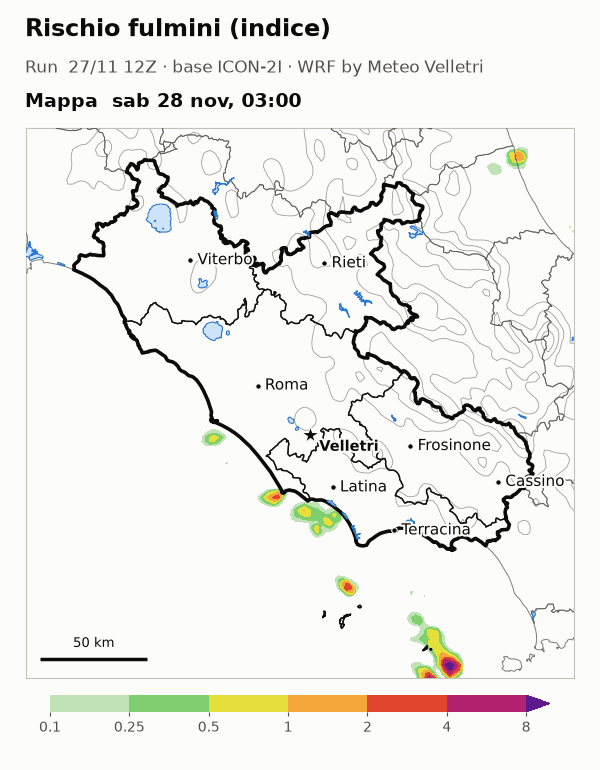 Rischio fulmini (indice)
Run  27/11 12Z · base ICON-2I · WRF by Meteo Velletri
Mappa  sab 28 nov, 03:00
Viterbo
Rieti
Roma
Velletri
Frosinone
Cassino
Latina
Terracina
50 km
0.1 0.25 0.5 1 2 4 8